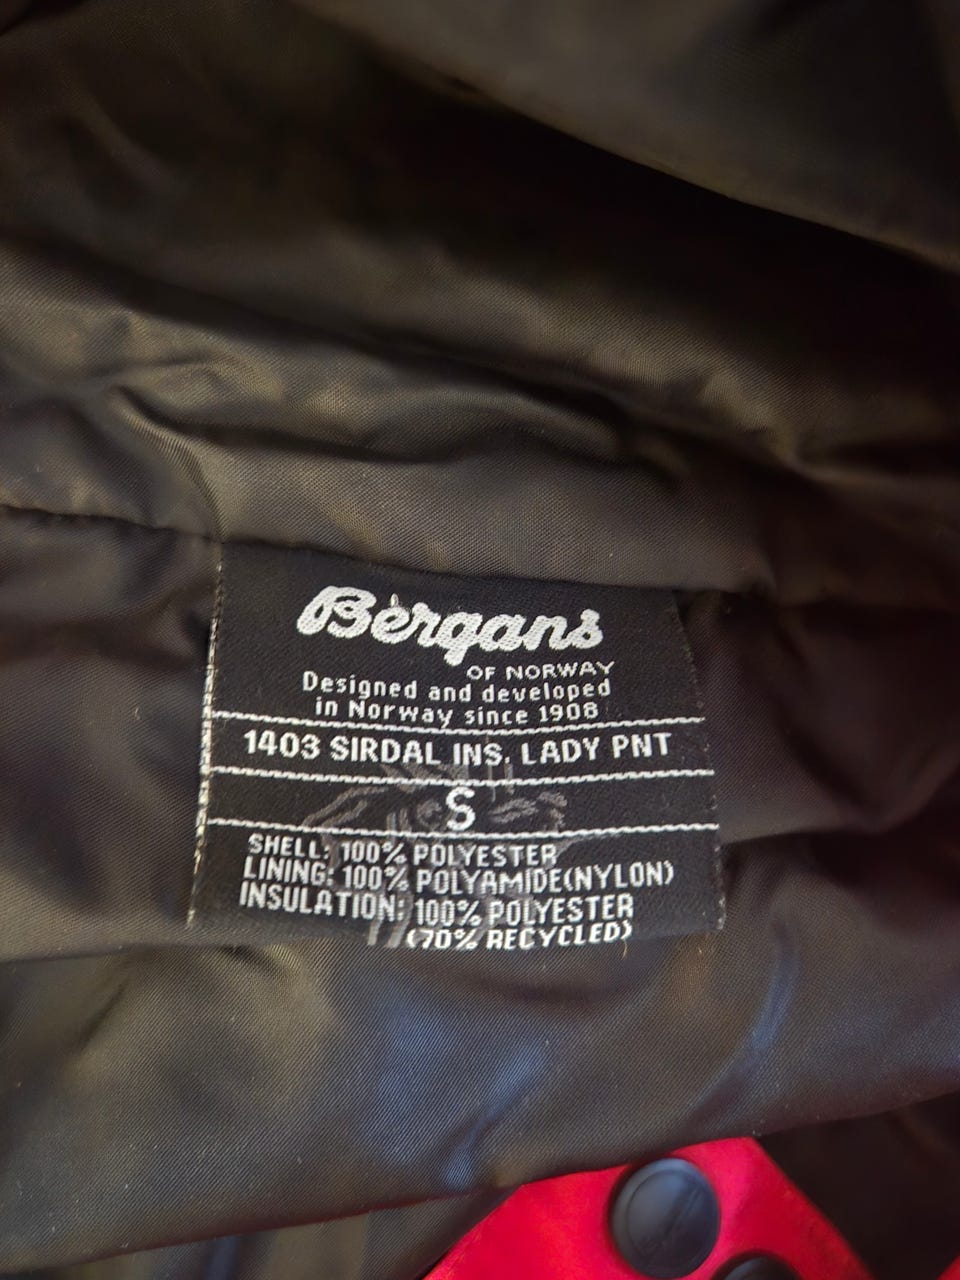 Bergans
OF NORWAY
Designed and developed
in Norway since 1908
1403 SIRDAL INS. LADY PNT
S
SHELL: 100% POLYESTER
LINING: 100% POLYAMIDE(NYLON)
INSULATION: 100% POLYESTER
(70% RECYCLED)